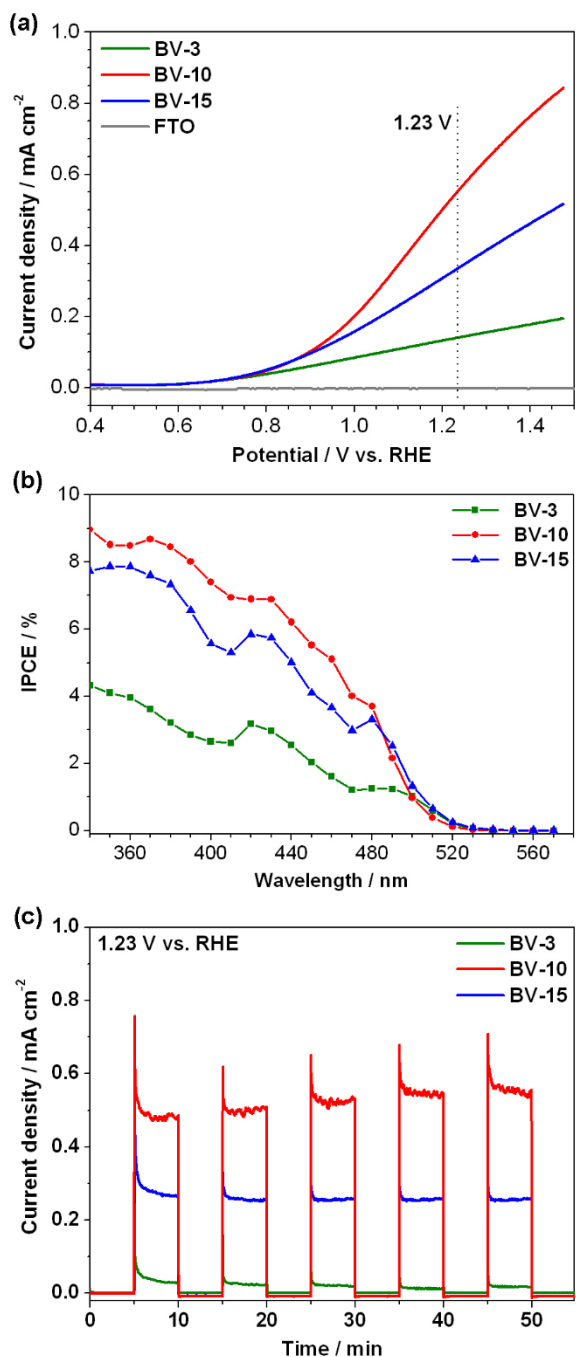 (a)
1.0
BV-3
BV-10
BV-15
FTO
0.8
1.23 V
0.6
0.4
0.2
0.0
Current density / mA cm⁻²
0.4 0.6 0.8 1.0 1.2 1.4
Potential / V vs. RHE
(b)
10
BV-3
BV-10
BV-15
8
6
4
2
0
IPCE / %
360 400 440 480 520 560
Wavelength / nm
(c)
1.0
1.23 V vs. RHE
BV-3
BV-10
BV-15
0.8
0.6
0.4
0.2
0.0
Current density / mA cm⁻²
0 10 20 30 40 50
Time / min